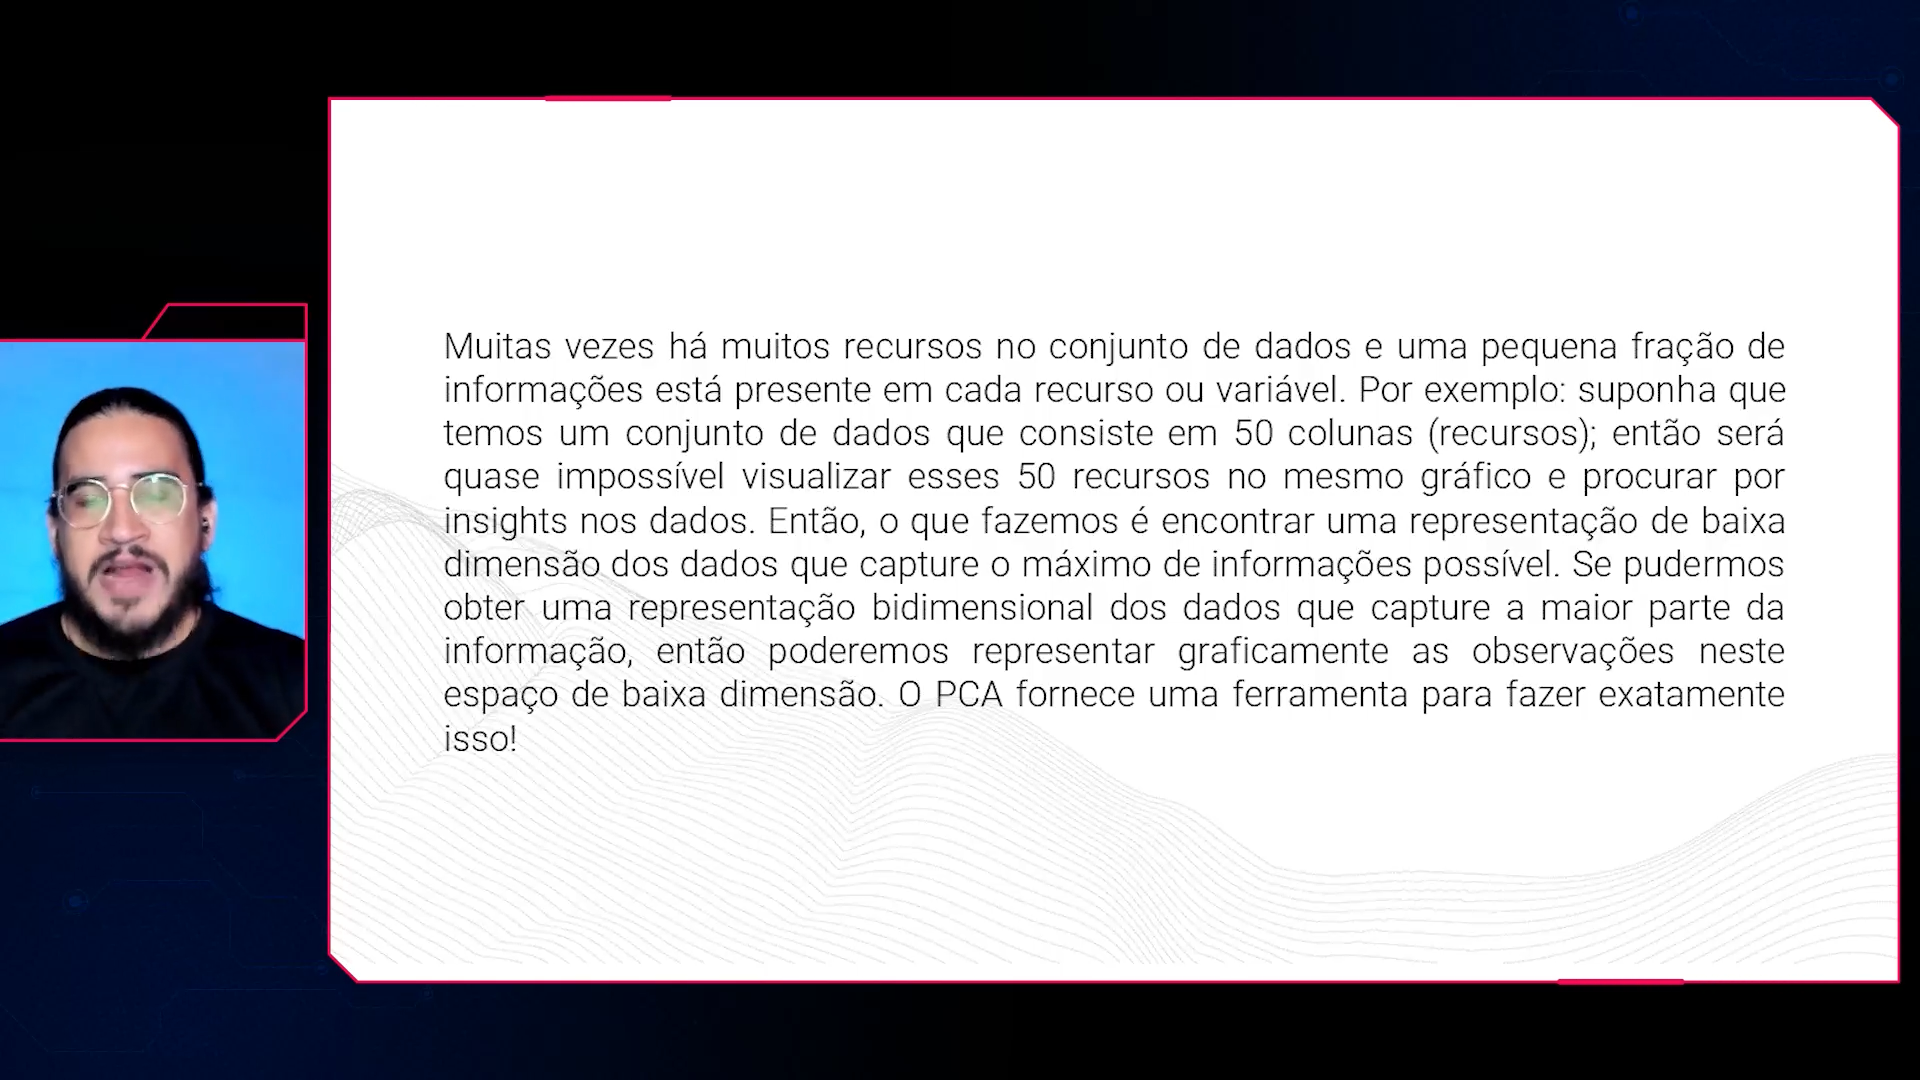 Muitas vezes há muitos recursos no conjunto de dados e uma pequena fração de
informações está presente em cada recurso ou variável. Por exemplo: suponha que
temos um conjunto de dados que consiste em 50 colunas (recursos); então será
quase impossível visualizar esses 50 recursos no mesmo gráfico e procurar por
insights nos dados. Então, o que fazemos é encontrar uma representação de baixa
dimensão dos dados que capture o máximo de informações possível. Se pudermos
obter uma representação bidimensional dos dados que capture a maior parte da
informação, então poderemos representar graficamente as observações neste
espaço de baixa dimensão. O PCA fornece uma ferramenta para fazer exatamente
isso!